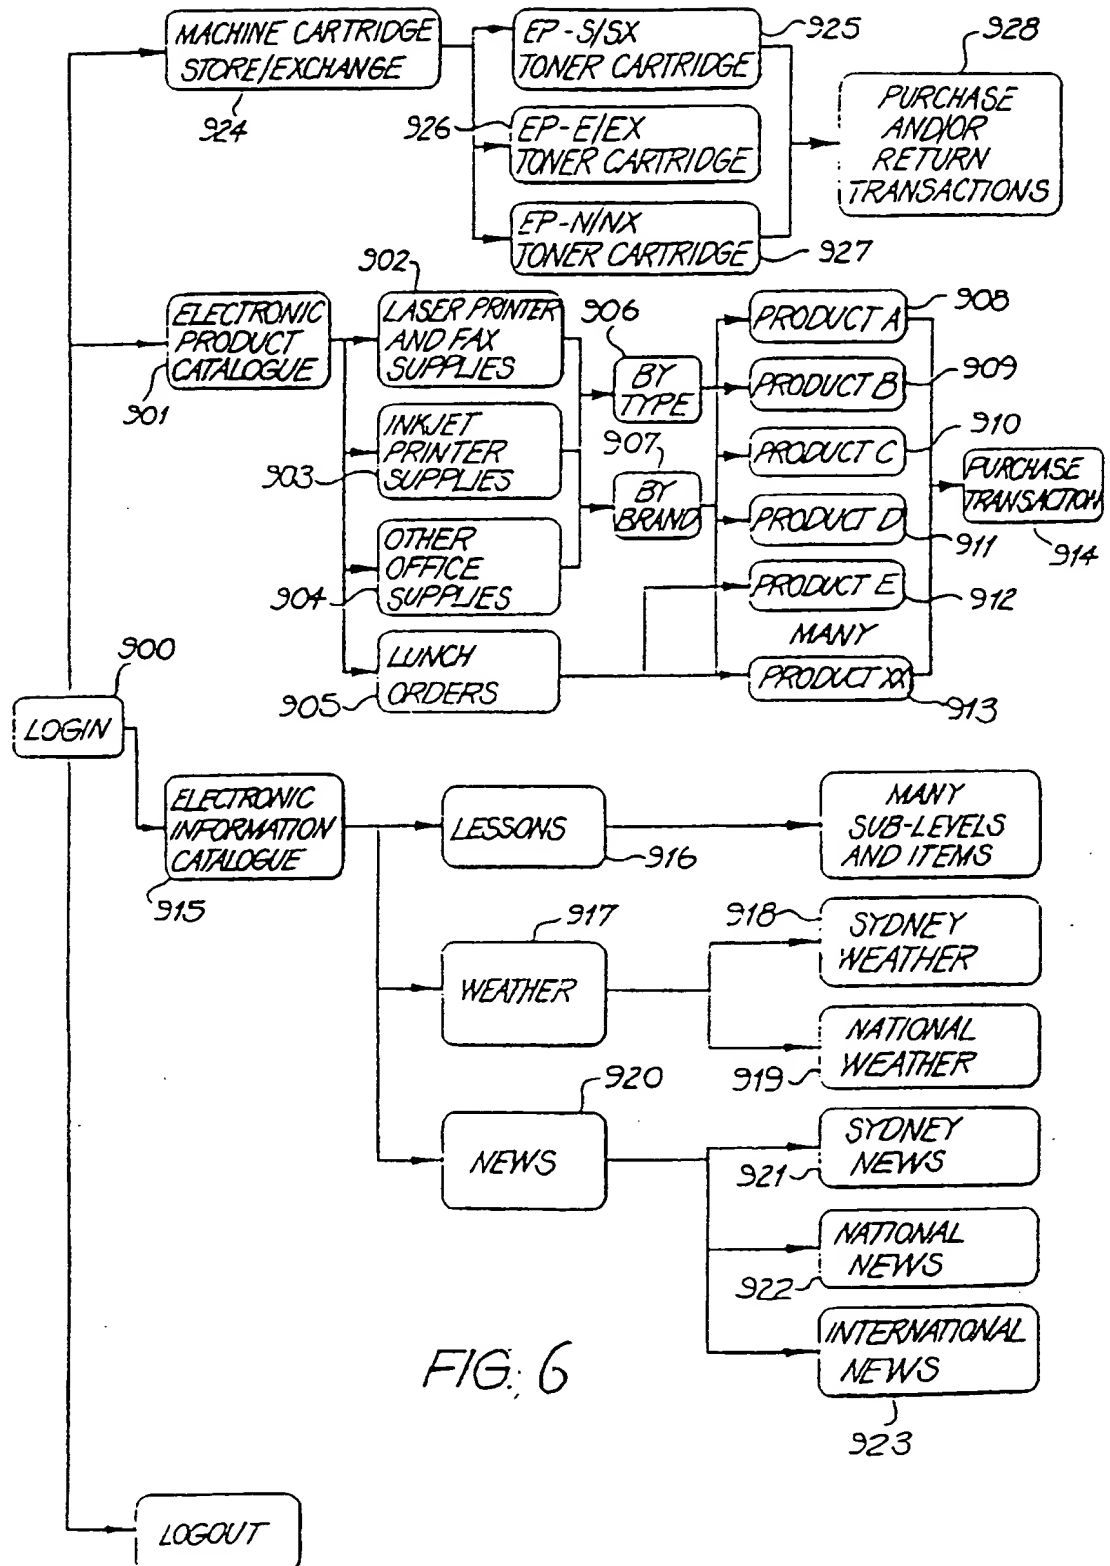 MACHINE CARTRIDGE
STORE/EXCHANGE
924
EP-S/SX
TONER CARTRIDGE
925
926
EP-E/EX
TONER CARTRIDGE
EP-N/NX
TONER CARTRIDGE
927
928
PURCHASE
AND/OR
RETURN
TRANSACTIONS
ELECTRONIC
PRODUCT
CATALOGUE
901
902
LASER PRINTER
AND FAX
SUPPLIES
INKJET
PRINTER
SUPPLIES
903
OTHER
OFFICE
SUPPLIES
904
LUNCH
ORDERS
905
906
BY
TYPE
907
BY
BRAND
PRODUCT A
908
PRODUCT B
909
PRODUCT C
910
PRODUCT D
911
PRODUCT E
912
MANY
PRODUCT XX
913
PURCHASE
TRANSACTION
914
900
LOGIN
ELECTRONIC
INFORMATION
CATALOGUE
915
LESSONS
916
MANY
SUB-LEVELS
AND ITEMS
917
WEATHER
918
SYDNEY
WEATHER
NATIONAL
WEATHER
919
920
NEWS
SYDNEY
NEWS
921
NATIONAL
NEWS
922
INTERNATIONAL
NEWS
923
FIG. 6
LOGOUT